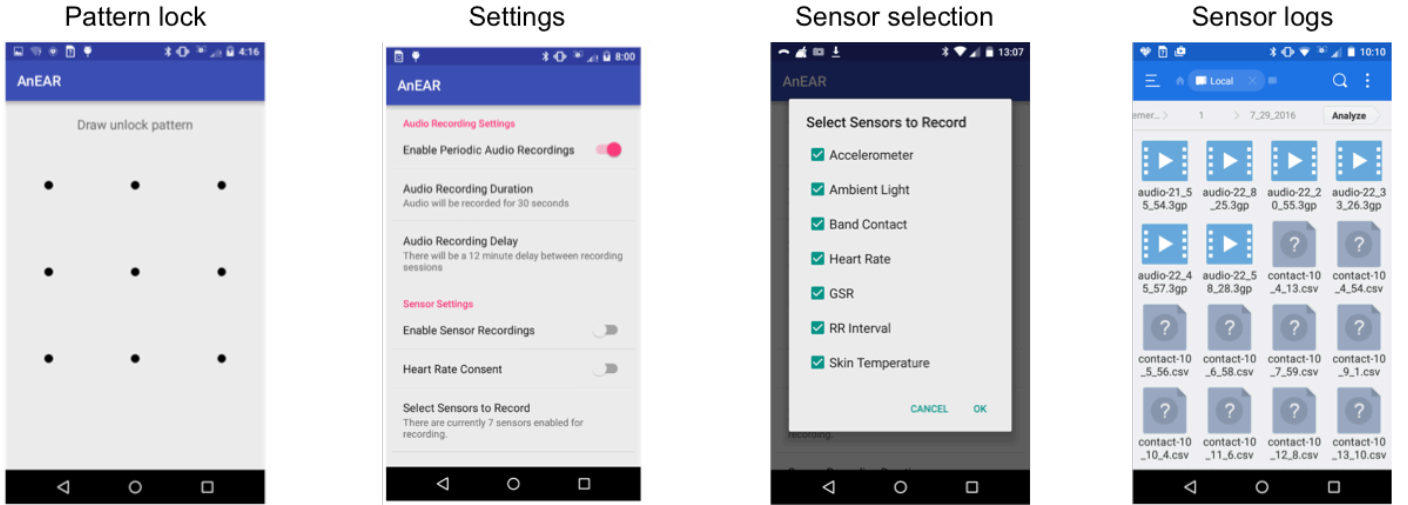 Pattern lock
4:16
AnEAR
Draw unlock pattern
Settings
8:00
AnEAR
Audio Recording Settings
Enable Periodic Audio Recordings
Audio Recording Duration
Audio will be recorded for 30 seconds
Audio Recording Delay
There will be a 12 minute delay between recording
sessions
Sensor Settings
Enable Sensor Recordings
Heart Rate Consent
Select Sensors to Record
There are currently 7 sensors enabled for
recording.
Sensor selection
13:07
AnEAR
Select Sensors to Record
Accelerometer
Ambient Light
Band Contact
Heart Rate
GSR
RR Interval
Skin Temperature
CANCEL OK
recording.
Sensor logs
10:10
Local
emer... > 1 > 7_29_2016 Analyze
audio-21_5 audio-22_8 audio-22_2 audio-22_3
5_54.3gp _25.3gp 0_55.3gp 3_26.3gp
audio-22_4 audio-22_5 contact-10 contact-10
5_57.3gp 8_28.3gp _4_13.csv _4_54.csv
contact-10 contact-10 contact-10 contact-10
_5_56.csv _6_58.csv _7_59.csv _9_1.csv
contact-10 contact-10 contact-10 contact-10
_10_4.csv _11_6.csv _12_8.csv _13_10.csv